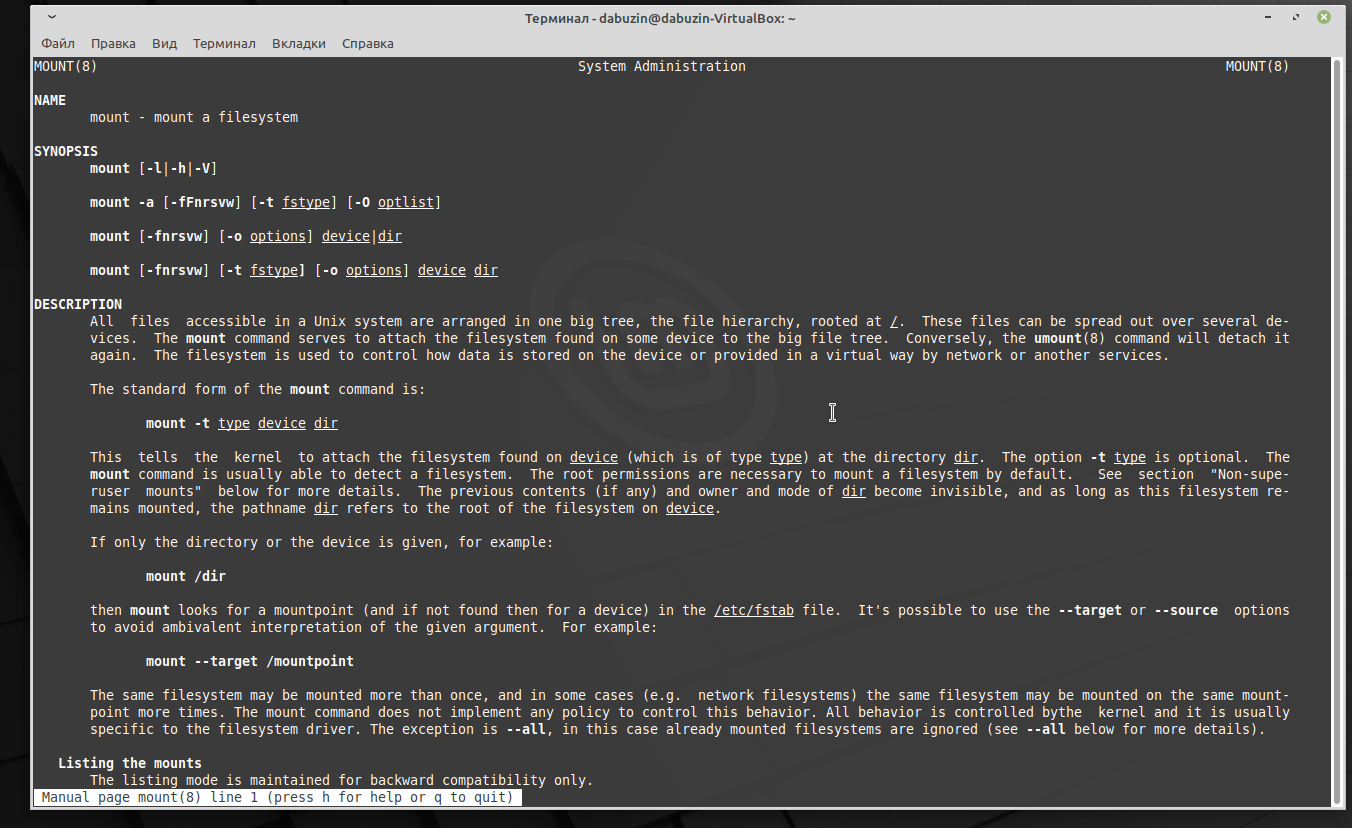 Терминал - dabuzin@dabuzin-VirtualBox: ~
Файл Правка Вид Терминал Вкладки Справка
MOUNT(8) System Administration MOUNT(8)
NAME
mount - mount a filesystem
SYNOPSIS
mount [-l|-h|-V]
mount -a [-fFnrsvw] [-t fstype] [-O optlist]
mount [-fnrsvw] [-o options] device|dir
mount [-fnrsvw] [-t fstype] [-o options] device dir
DESCRIPTION
All  files  accessible in a Unix system are arranged in one big tree, the file hierarchy, rooted at /.  These files can be spread out over several de-
vices.  The mount command serves to attach the filesystem found on some device to the big file tree.  Conversely, the umount(8) command will detach it
again.  The filesystem is used to control how data is stored on the device or provided in a virtual way by network or another services.
The standard form of the mount command is:
mount -t type device dir
This  tells  the  kernel  to attach the filesystem found on device (which is of type type) at the directory dir.  The option -t type is optional.  The
mount command is usually able to detect a filesystem.  The root permissions are necessary to mount a filesystem by default.   See  section  "Non-supe-
ruser  mounts"  below for more details.  The previous contents (if any) and owner and mode of dir become invisible, and as long as this filesystem re-
mains mounted, the pathname dir refers to the root of the filesystem on device.
If only the directory or the device is given, for example:
mount /dir
then mount looks for a mountpoint (and if not found then for a device) in the /etc/fstab file.  It's possible to use the --target or --source  options
to avoid ambivalent interpretation of the given argument.  For example:
mount --target /mountpoint
The same filesystem may be mounted more than once, and in some cases (e.g.  network filesystems) the same filesystem may be mounted on the same mount-
point more times. The mount command does not implement any policy to control this behavior. All behavior is controlled bythe  kernel and it is usually
specific to the filesystem driver. The exception is --all, in this case already mounted filesystems are ignored (see --all below for more details).
Listing the mounts
The listing mode is maintained for backward compatibility only.
Manual page mount(8) line 1 (press h for help or q to quit)